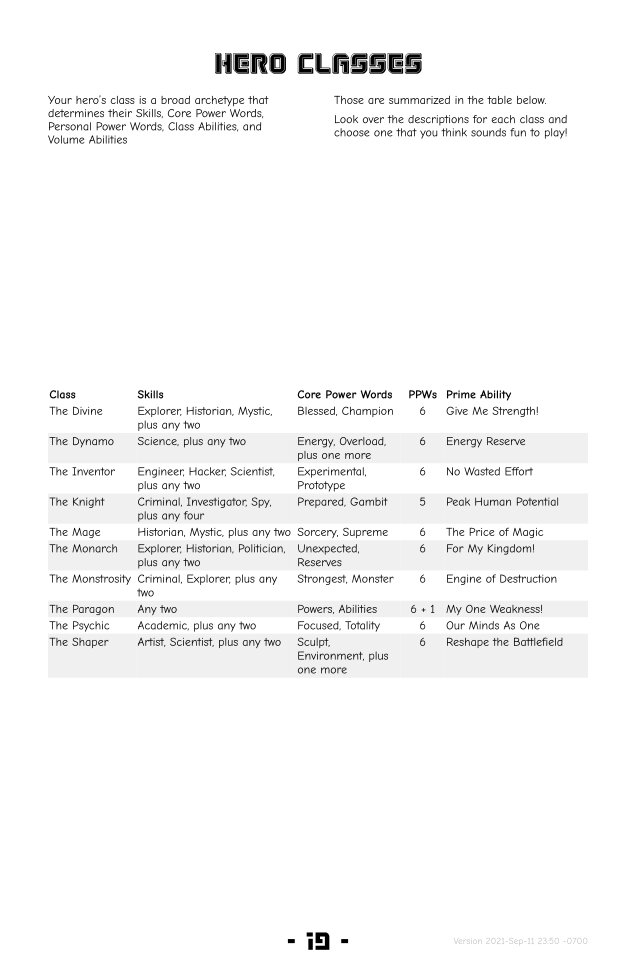 HERO CLASSES
Your hero's class is a broad archetype that
determines their Skills, Core Power Words,
Personal Power Words, Class Abilities, and
Volume Abilities
Those are summarized in the table below.
Look over the descriptions for each class and
choose one that you think sounds fun to play!
Class Skills Core Power Words PPWs Prime Ability
The Divine Explorer, Historian, Mystic, Blessed, Champion 6 Give Me Strength!
plus any two
The Dynamo Science, plus any two Energy, Overload, 6 Energy Reserve
plus one more
The Inventor Engineer, Hacker, Scientist, Experimental, 6 No Wasted Effort
plus any two Prototype
The Knight Criminal, Investigator, Spy, Prepared, Gambit 5 Peak Human Potential
plus any four
The Mage Historian, Mystic, plus any two Sorcery, Supreme 6 The Price of Magic
The Monarch Explorer, Historian, Politician, Unexpected, 6 For My Kingdom!
plus any two Reserves
The Monstrosity Criminal, Explorer, plus any Strongest, Monster 6 Engine of Destruction
two
The Paragon Any two Powers, Abilities 6 + 1 My One Weakness!
The Psychic Academic, plus any two Focused, Totality 6 Our Minds As One
The Shaper Artist, Scientist, plus any two Sculpt, 6 Reshape the Battlefield
Environment, plus
one more
- 19 -
Version 2021-Sep-11 23:50 -0700